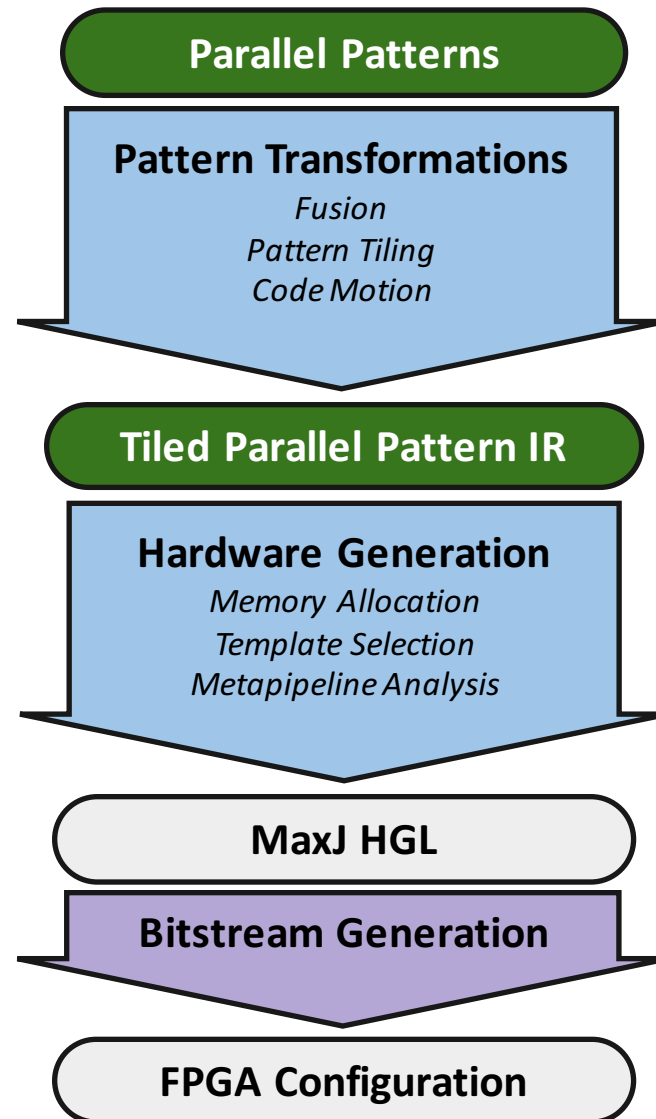 Parallel Patterns
Pattern Transformations
Fusion
Pattern Tiling
Code Motion
Tiled Parallel Pattern IR
Hardware Generation
Memory Allocation
Template Selection
Metapipeline Analysis
MaxJ HGL
Bitstream Generation
FPGA Configuration